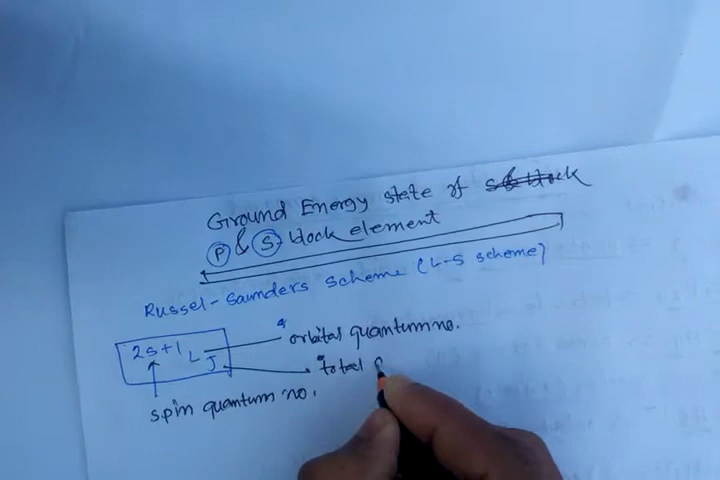 Ground Energy state of
P & S-block element
Russel-Saunders Scheme (L-S scheme)
orbital quantum no.
2S+1 L J
total
spin quantum no.